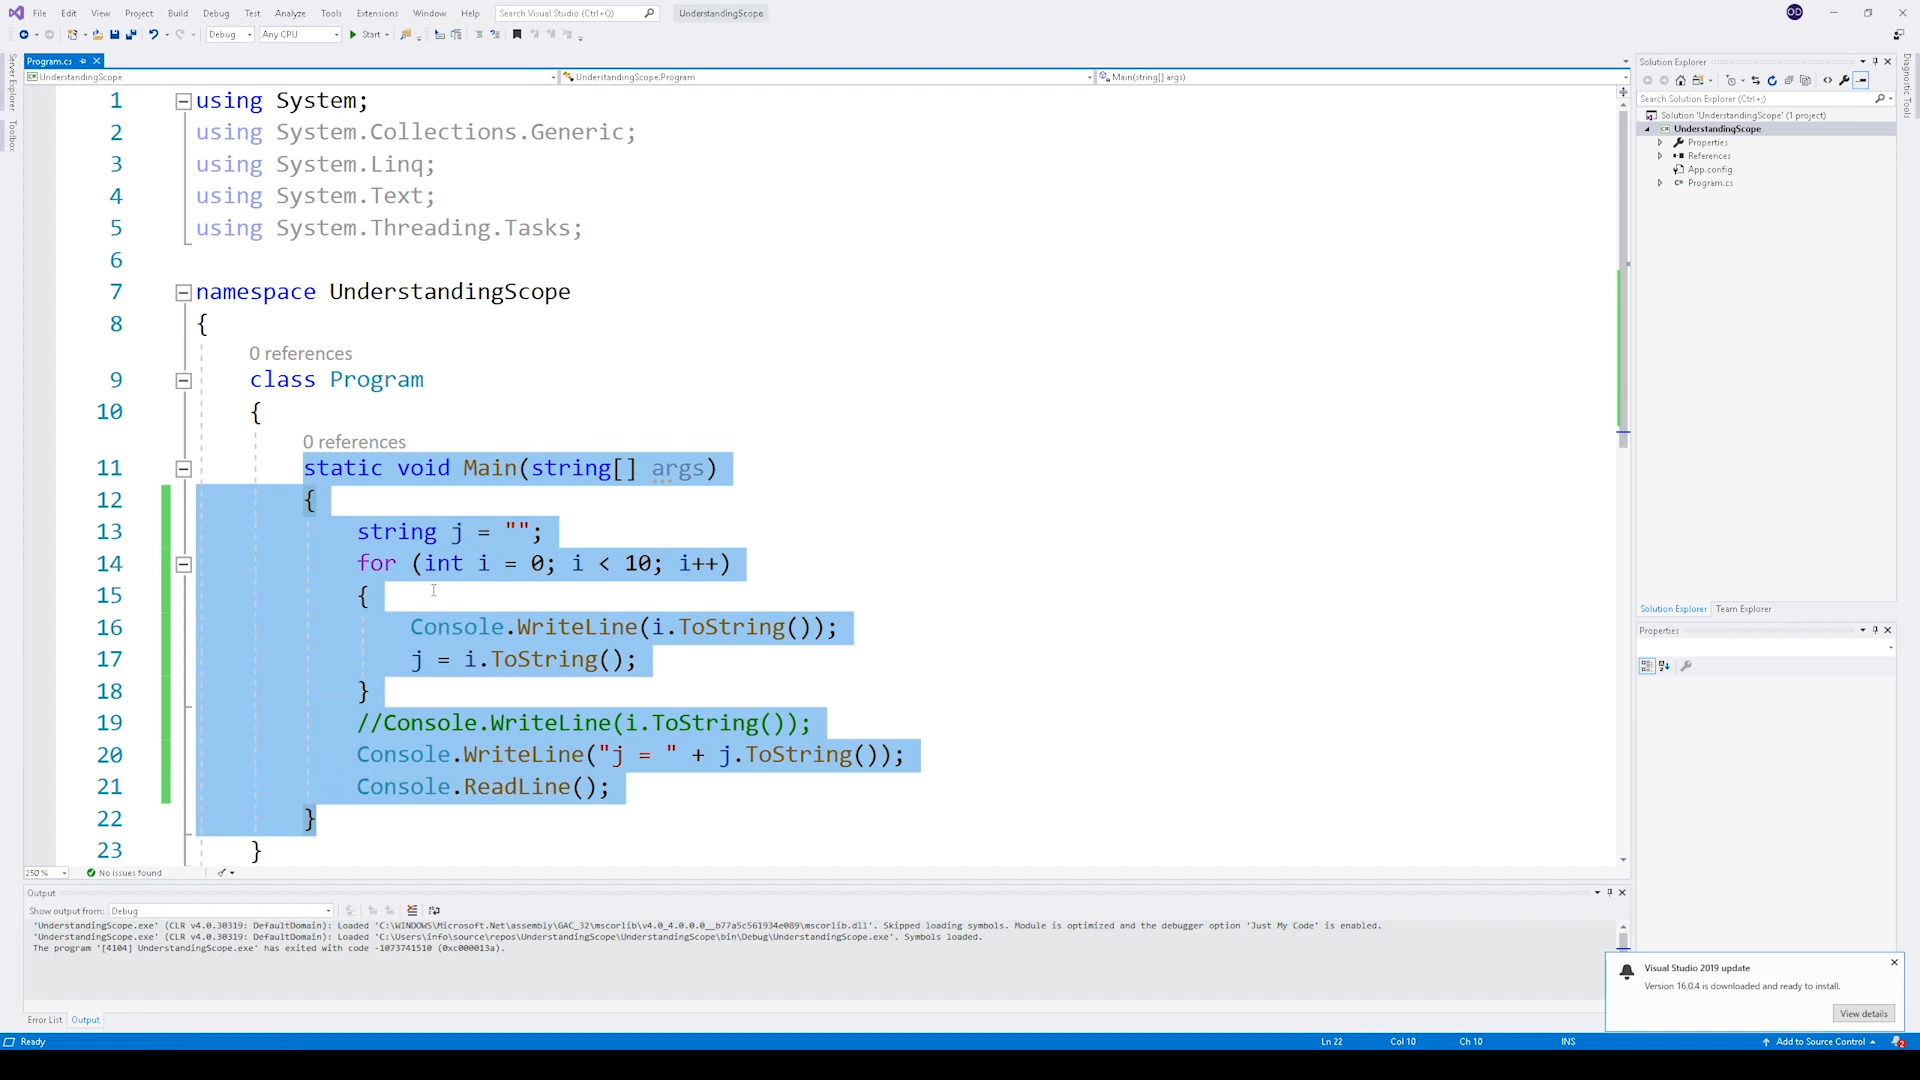 File Edit View Project Build Debug Test Analyze Tools Extensions Window Help Search Visual Studio (Ctrl+Q) UnderstandingScope OD
Debug Any CPU Start
Server Explorer
Toolbox
Program.cs
UnderstandingScope UnderstandingScope.Program Main(string[] args)
1 using System;
2 using System.Collections.Generic;
3 using System.Linq;
4 using System.Text;
5 using System.Threading.Tasks;
6
7 namespace UnderstandingScope
8 {
0 references
9 class Program
10 {
0 references
11 static void Main(string[] args)
12 {
13 string j = "";
14 for (int i = 0; i < 10; i++)
15 {
16 Console.WriteLine(i.ToString());
17 j = i.ToString();
18 }
19 //Console.WriteLine(i.ToString());
20 Console.WriteLine("j = " + j.ToString());
21 Console.ReadLine();
22 }
23 }
250 % No issues found
Output
Show output from: Debug
'UnderstandingScope.exe' (CLR v4.0.30319: DefaultDomain): Loaded 'C:\WINDOWS\Microsoft.Net\assembly\GAC_32\mscorlib\v4.0_4.0.0.0__b77a5c561934e089\mscorlib.dll'. Skipped loading symbols. Module is optimized and the debugger option 'Just My Code' is enabled.
'UnderstandingScope.exe' (CLR v4.0.30319: DefaultDomain): Loaded 'C:\Users\info\source\repos\UnderstandingScope\UnderstandingScope\bin\Debug\UnderstandingScope.exe'. Symbols loaded.
The program '[4104] UnderstandingScope.exe' has exited with code -1073741510 (0xc000013a).
Error List Output
Ready Ln 22 Col 10 Ch 10 INS Add to Source Control 2
Solution Explorer
Search Solution Explorer (Ctrl+;)
Solution 'UnderstandingScope' (1 project)
UnderstandingScope
Properties
References
App.config
Program.cs
Solution Explorer Team Explorer
Properties
Diagnostic Tools
Visual Studio 2019 update
Version 16.0.4 is downloaded and ready to install.
View details